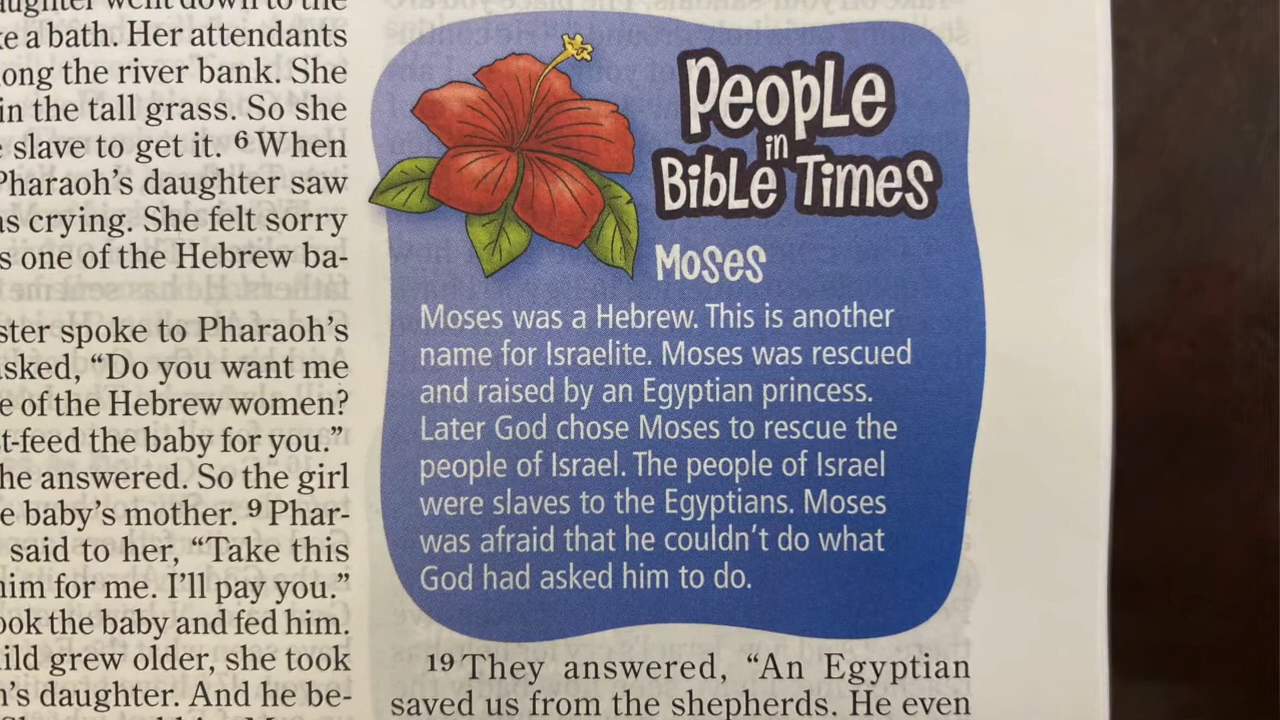 aughter went down to the
e a bath. Her attendants
ong the river bank. She
in the tall grass. So she
slave to get it. 6 When
Pharaoh's daughter saw
as crying. She felt sorry
s one of the Hebrew ba-
ster spoke to Pharaoh's
asked, “Do you want me
e of the Hebrew women?
t-feed the baby for you.”
he answered. So the girl
e baby's mother. 9 Phar-
said to her, “Take this
him for me. I'll pay you.”
ook the baby and fed him.
ild grew older, she took
h's daughter. And he be-
People
in
Bible Times
Moses
Moses was a Hebrew. This is another
name for Israelite. Moses was rescued
and raised by an Egyptian princess.
Later God chose Moses to rescue the
people of Israel. The people of Israel
were slaves to the Egyptians. Moses
was afraid that he couldn't do what
God had asked him to do.
19 They answered, “An Egyptian
saved us from the shepherds. He even